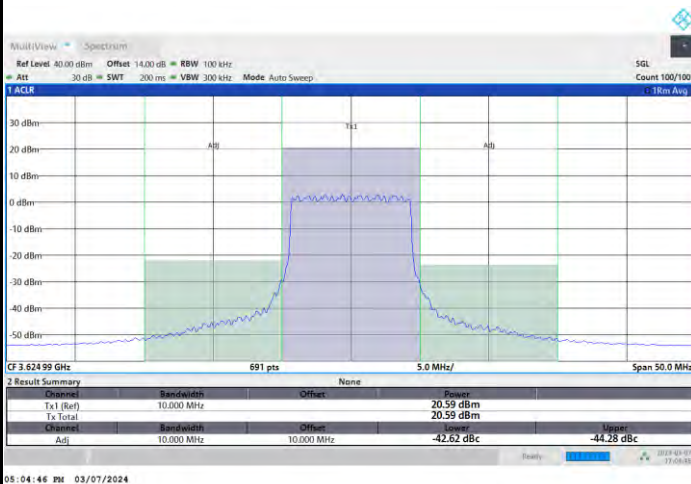 MultiView Spectrum
Ref Level 40.00 dBm Offset 14.00 dB RBW 100 kHz SGL
Att 30 dB SWT 200 ms VBW 300 kHz Mode Auto Sweep Count 100/100
1 ACLR 1Rm Avg
30 dBm
Tx1
Adj Adj
20 dBm
10 dBm
0 dBm
-10 dBm
-20 dBm
-30 dBm
-40 dBm
-50 dBm
CF 3.624 99 GHz 691 pts 5.0 MHz/ Span 50.0 MHz
2 Result Summary None
Channel Bandwidth Offset Power
Tx1 (Ref) 10.000 MHz 20.59 dBm
Tx Total 20.59 dBm
Channel Bandwidth Offset Lower Upper
Adj 10.000 MHz 10.000 MHz -42.62 dBc -44.28 dBc
Ready
05:04:46 PM 03/07/2024